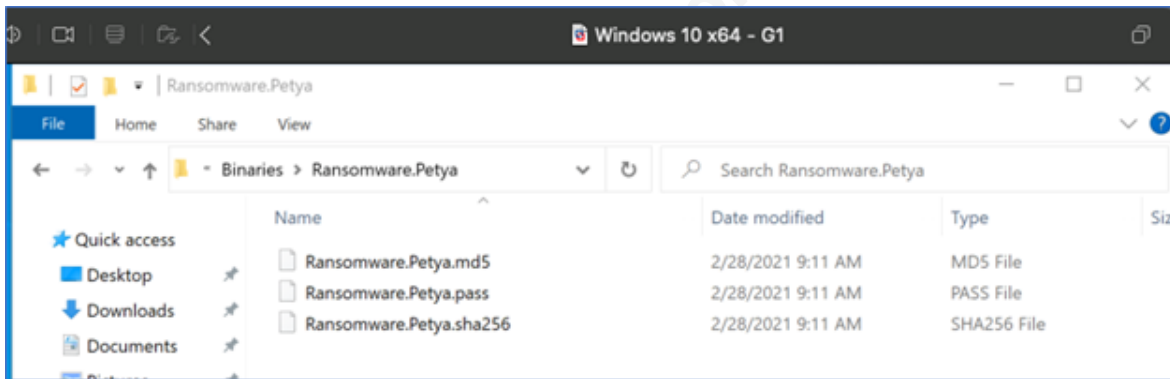 Windows 10 x64 - G1
Ransomware.Petya
File Home Share View
Binaries > Ransomware.Petya Search Ransomware.Petya
Name Date modified Type Siz
Quick access
Ransomware.Petya.md5 2/28/2021 9:11 AM MD5 File
Desktop
Ransomware.Petya.pass 2/28/2021 9:11 AM PASS File
Downloads
Ransomware.Petya.sha256 2/28/2021 9:11 AM SHA256 File
Documents